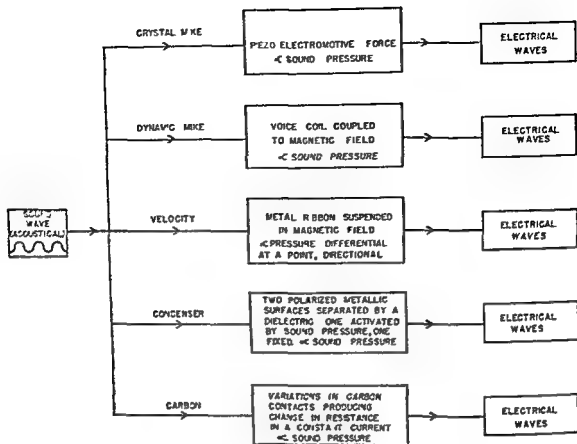 CRYSTAL MIKE
PIEZO ELECTROMOTIVE FORCE
∝ SOUND PRESSURE
ELECTRICAL
WAVES
DYNAMIC MIKE
VOICE COIL COUPLED
TO MAGNETIC FIELD
∝ SOUND PRESSURE
ELECTRICAL
WAVES
SOUND
WAVE
(ACOUSTICAL)
VELOCITY
METAL RIBBON SUSPENDED
IN MAGNETIC FIELD
∝ PRESSURE DIFFERENTIAL
AT A POINT, DIRECTIONAL
ELECTRICAL
WAVES
CONDENSER
TWO POLARIZED METALLIC
SURFACES SEPARATED BY A
DIELECTRIC ONE ACTIVATED
BY SOUND PRESSURE, ONE
FIXED. ∝ SOUND PRESSURE
ELECTRICAL
WAVES
CARBON
VARIATIONS IN CARBON
CONTACTS PRODUCING
CHANGE IN RESISTANCE
IN A CONSTANT CURRENT
∝ SOUND PRESSURE
ELECTRICAL
WAVES